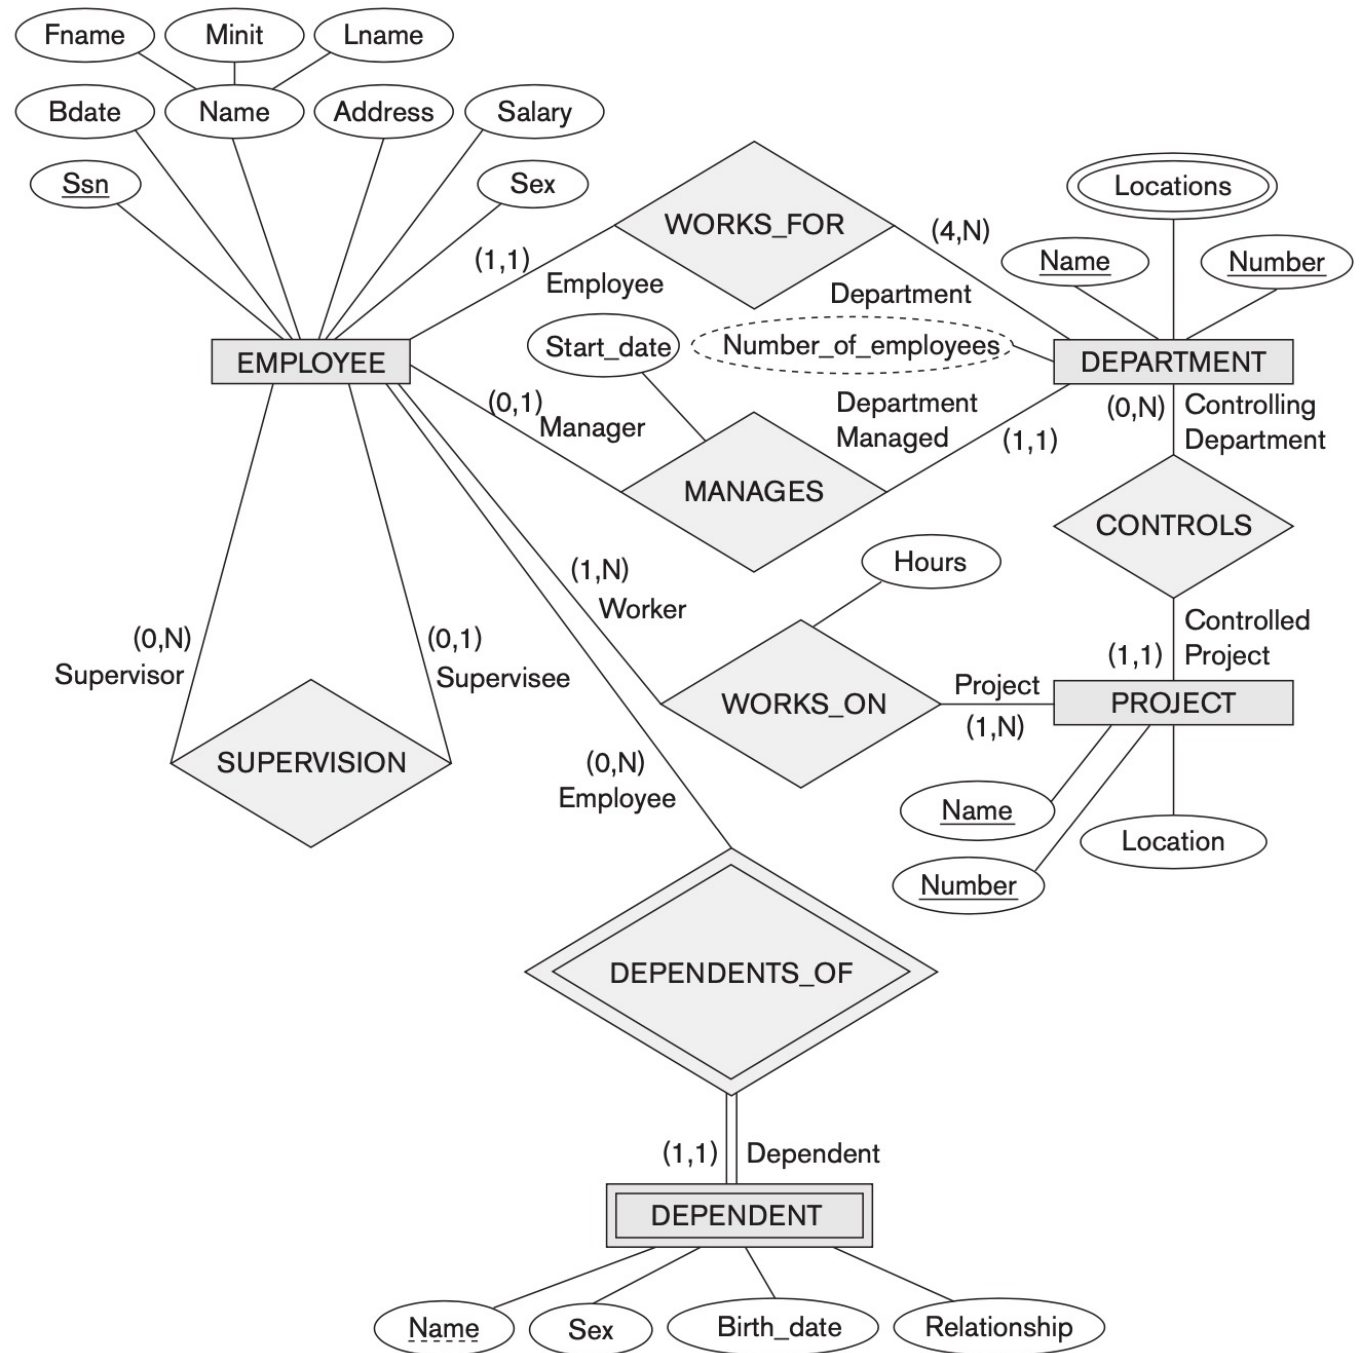 Fname
Minit
Lname
Bdate
Name
Address
Salary
Ssn
Sex
WORKS_FOR
Locations
Name
Number
(1,1)
Employee
(4,N)
Department
Start_date
Number_of_employees
EMPLOYEE
DEPARTMENT
(0,1)
Manager
Department
Managed
(1,1)
(0,N)
Controlling
Department
MANAGES
CONTROLS
Hours
(1,N)
Worker
(0,N)
Supervisor
(0,1)
Supervisee
Controlled
Project
(1,1)
Project
(1,N)
WORKS_ON
PROJECT
SUPERVISION
(0,N)
Employee
Name
Number
Location
DEPENDENTS_OF
(1,1)
Dependent
DEPENDENT
Name
Sex
Birth_date
Relationship